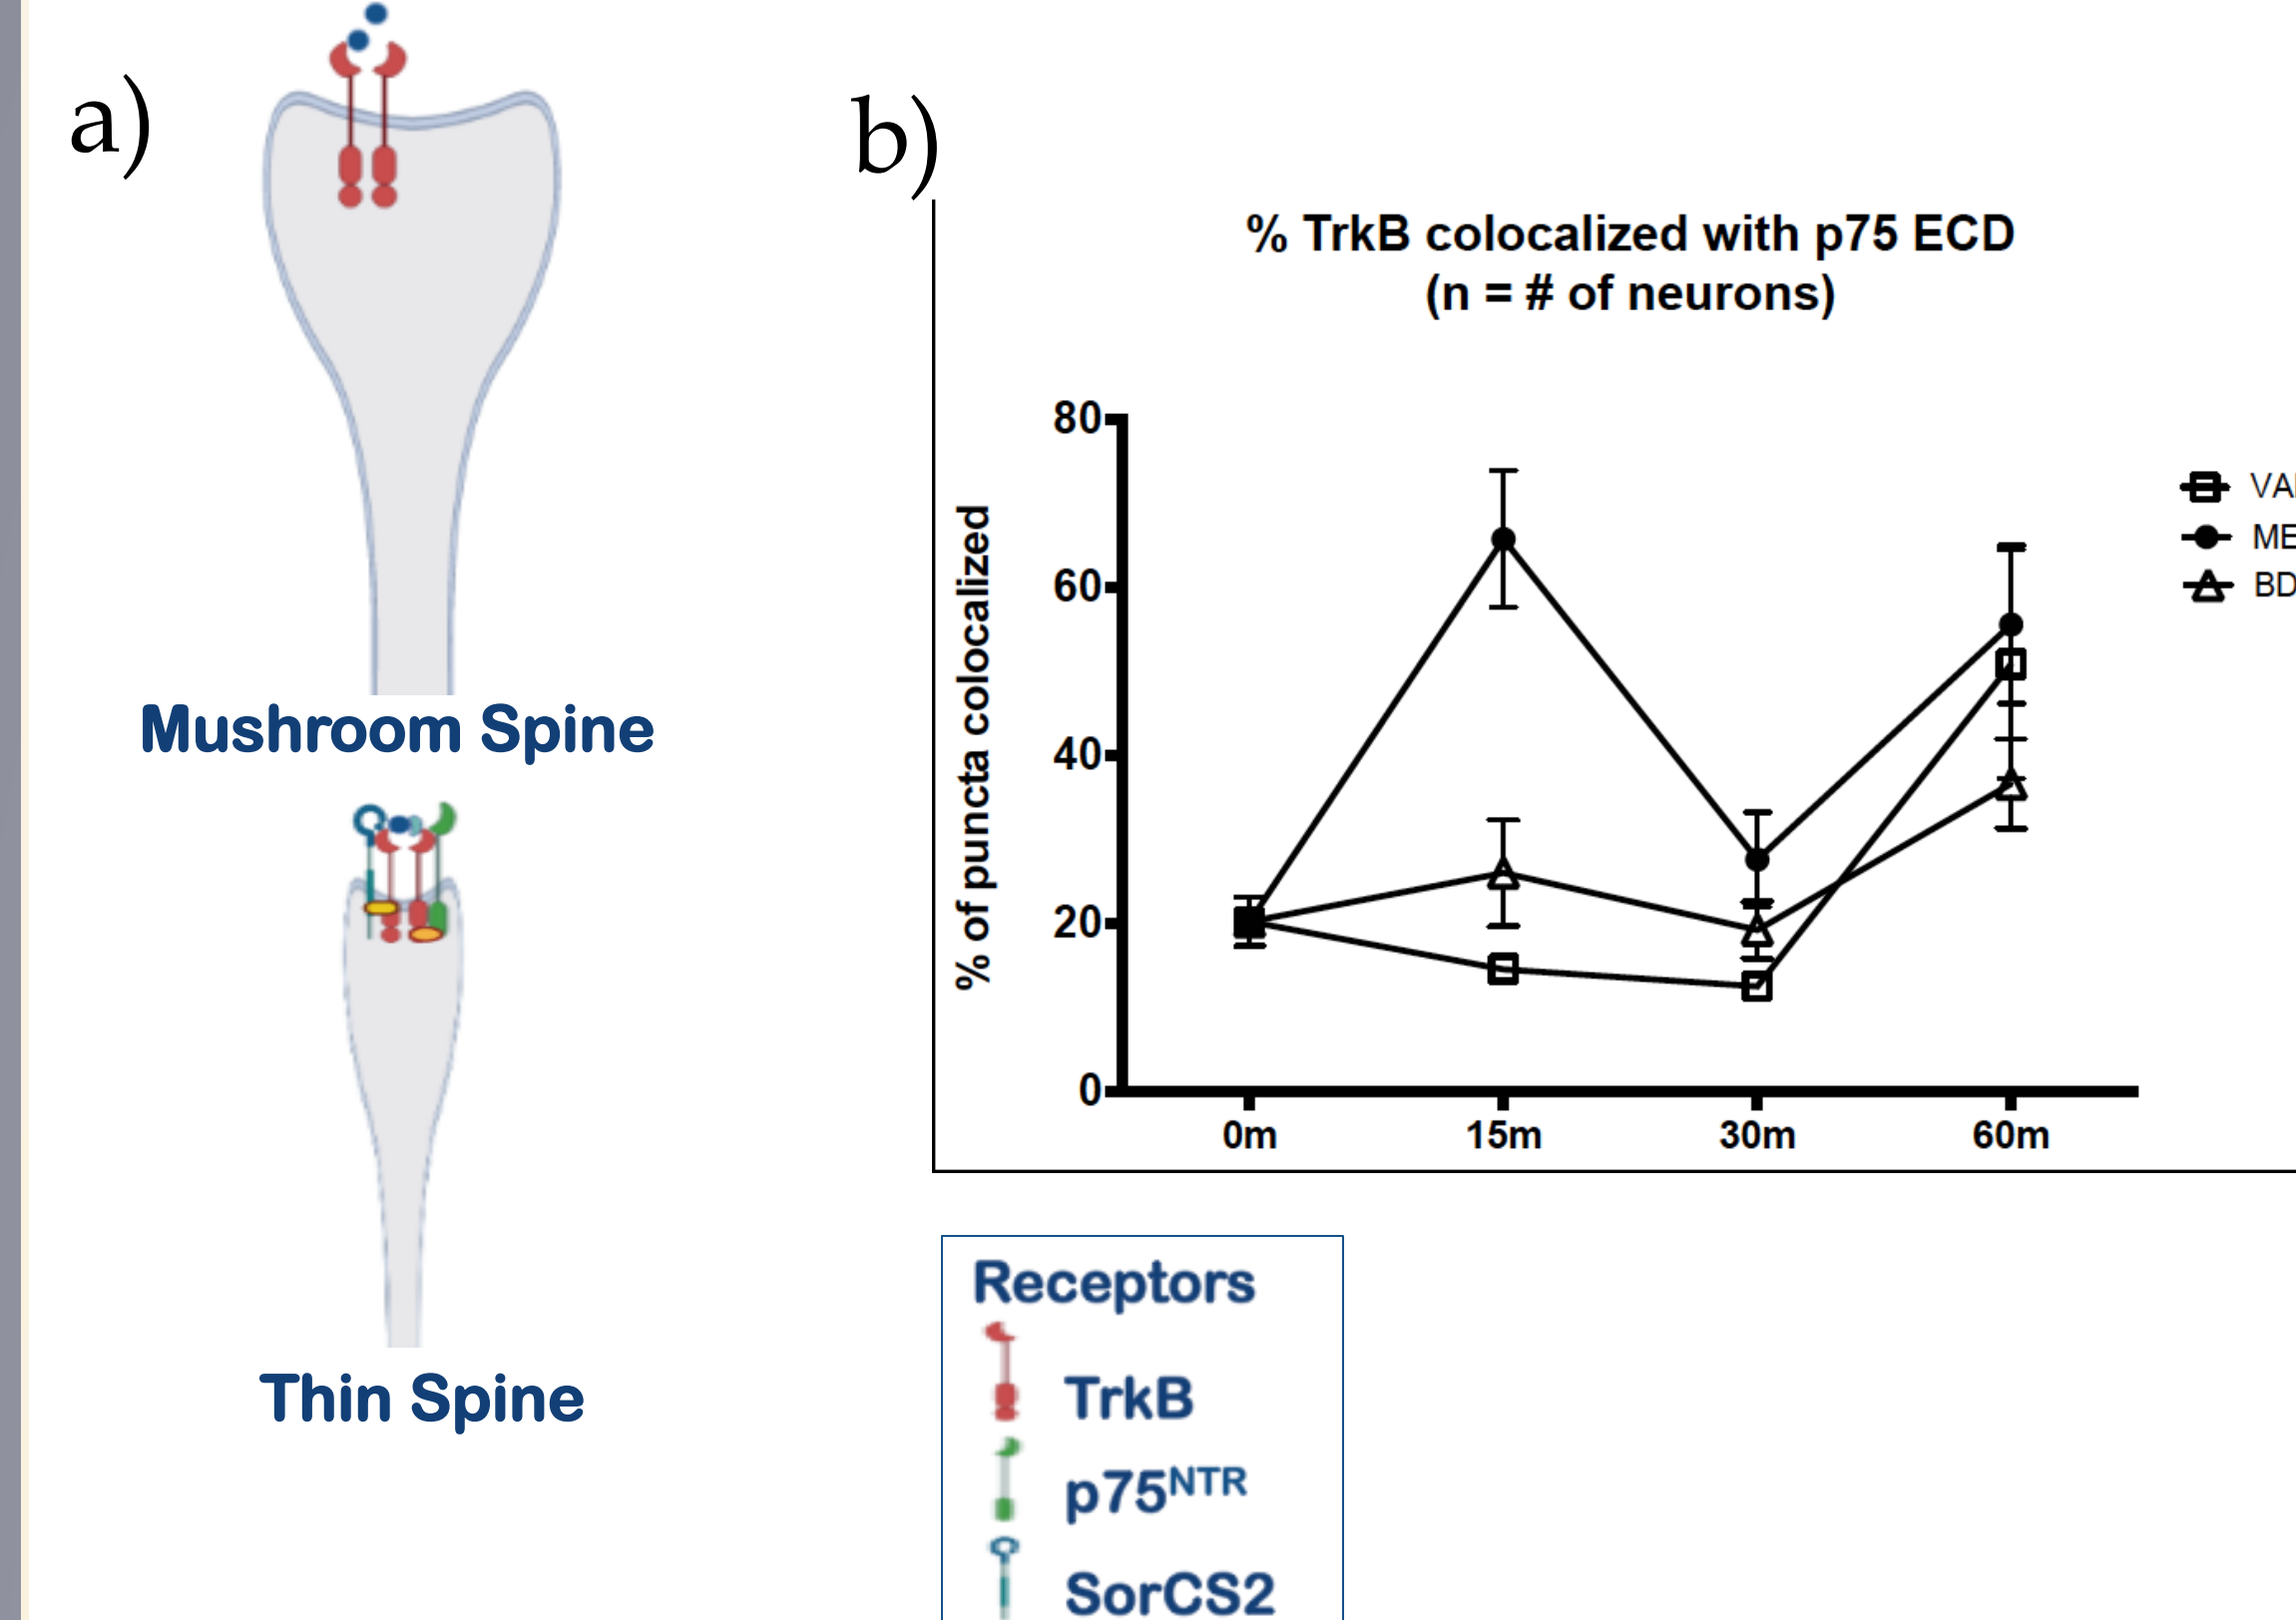 a)
Mushroom Spine
Thin Spine
b)
% TrkB colocalized with p75 ECD
(n = # of neurons)
% of puncta colocalized
80
60
40
20
0
0m
15m
30m
60m
Receptors
TrkB
p75NTR
SorCS2